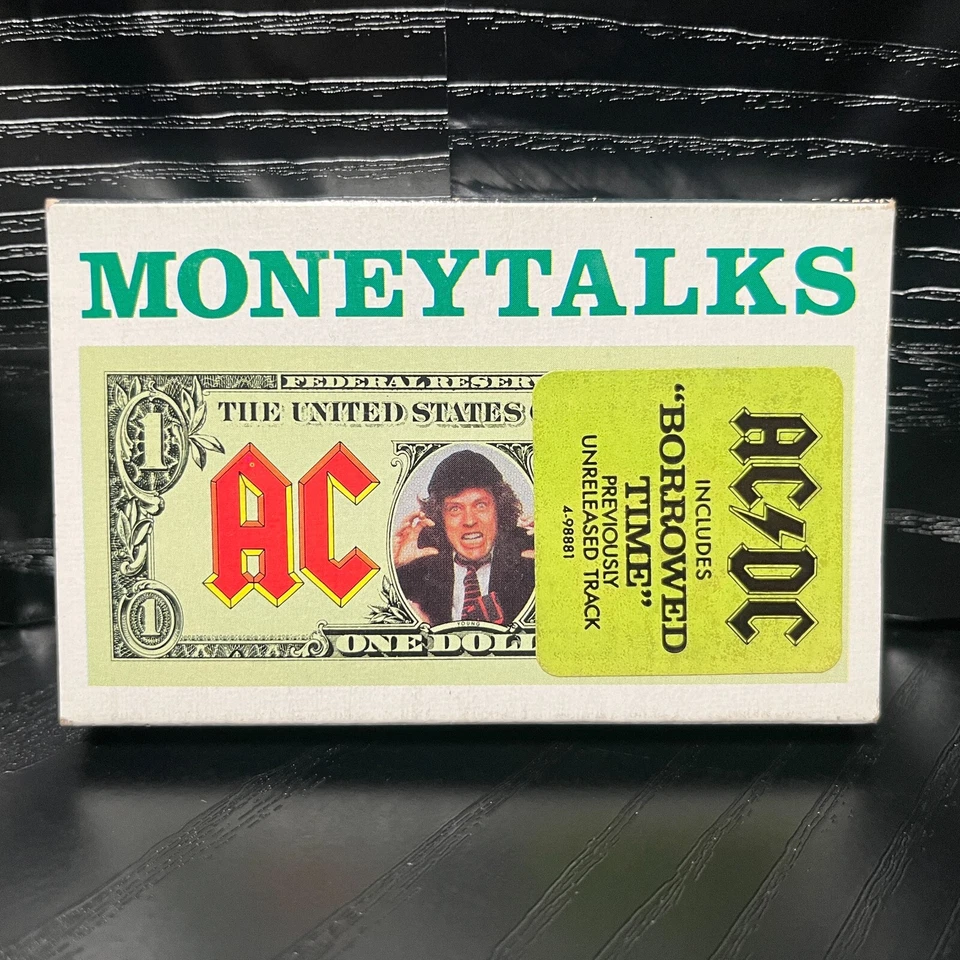 MONEYTALKS
FEDERAL RESER
THE UNITED STATES
1
AC
YOUNG
1
ONE DOLL
AC⚡DC
INCLUDES
“BORROWED
TIME”
PREVIOUSLY
UNRELEASED TRACK
4-98881